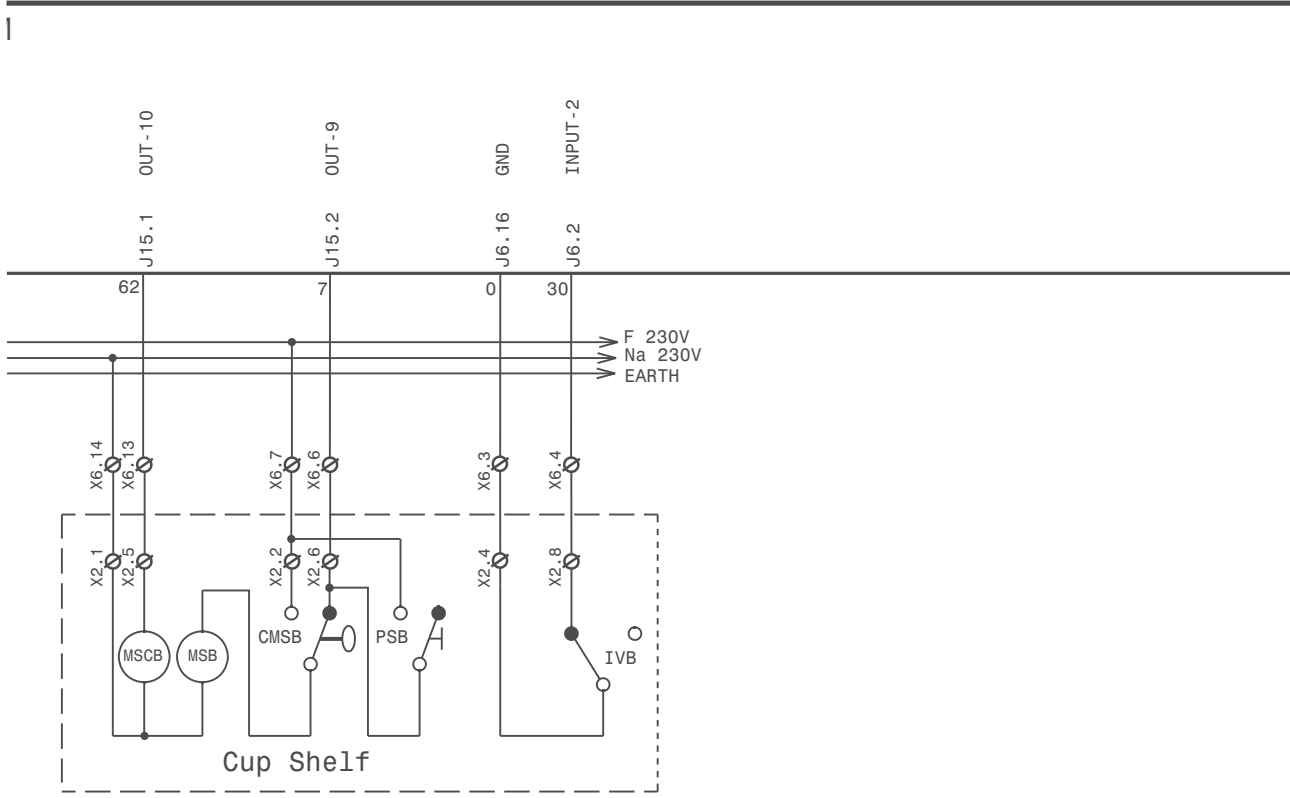 OUT-10
OUT-9
GND
INPUT-2
J15.1
J15.2
J6.16
J6.2
62
7
0
30
F 230V
Na 230V
EARTH
X6.14
X6.13
X6.7
X6.6
X6.3
X6.4
X2.1
X2.5
X2.2
X2.6
X2.4
X2.8
CMSB
PSB
MSCB
MSB
IVB
Cup Shelf